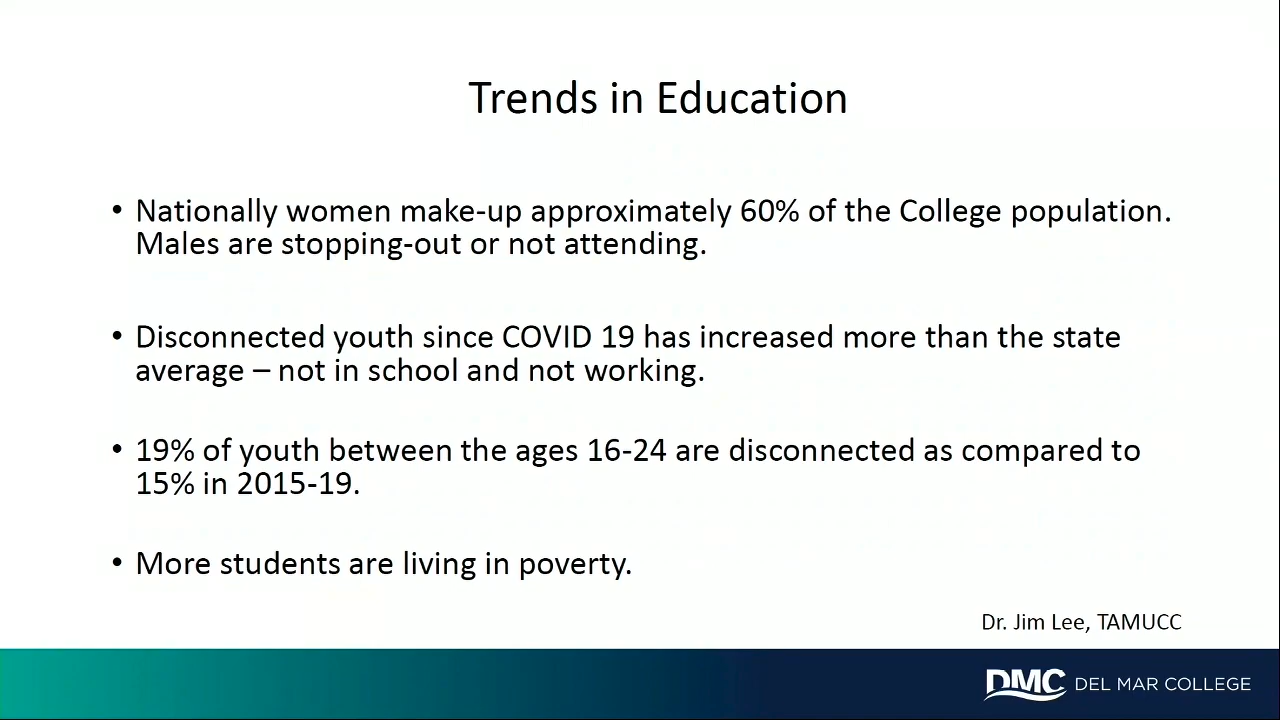 Trends in Education
• Nationally women make-up approximately 60% of the College population.
Males are stopping-out or not attending.
• Disconnected youth since COVID 19 has increased more than the state
average – not in school and not working.
• 19% of youth between the ages 16-24 are disconnected as compared to
15% in 2015-19.
• More students are living in poverty.
Dr. Jim Lee, TAMUCC
DMC DEL MAR COLLEGE